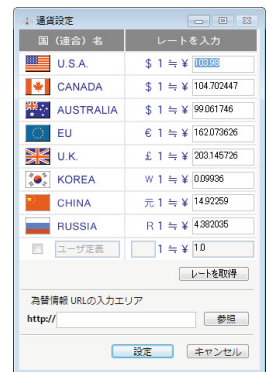 通貨設定
国（連合）名 レートを入力
U.S.A. $ 1 ≒ ¥ 103.98
CANADA $ 1 ≒ ¥ 104.702447
AUSTRALIA $ 1 ≒ ¥ 99.061746
EU € 1 ≒ ¥ 162.073626
U.K. £ 1 ≒ ¥ 203.145726
KOREA W 1 ≒ ¥ 0.09936
CHINA 元 1 ≒ ¥ 14.92259
RUSSIA R 1 ≒ ¥ 4.382035
ユーザ定義 1 ≒ ¥ 1.0
レートを取得
為替情報 URLの入力エリア
http:// 参照
設定 キャンセル